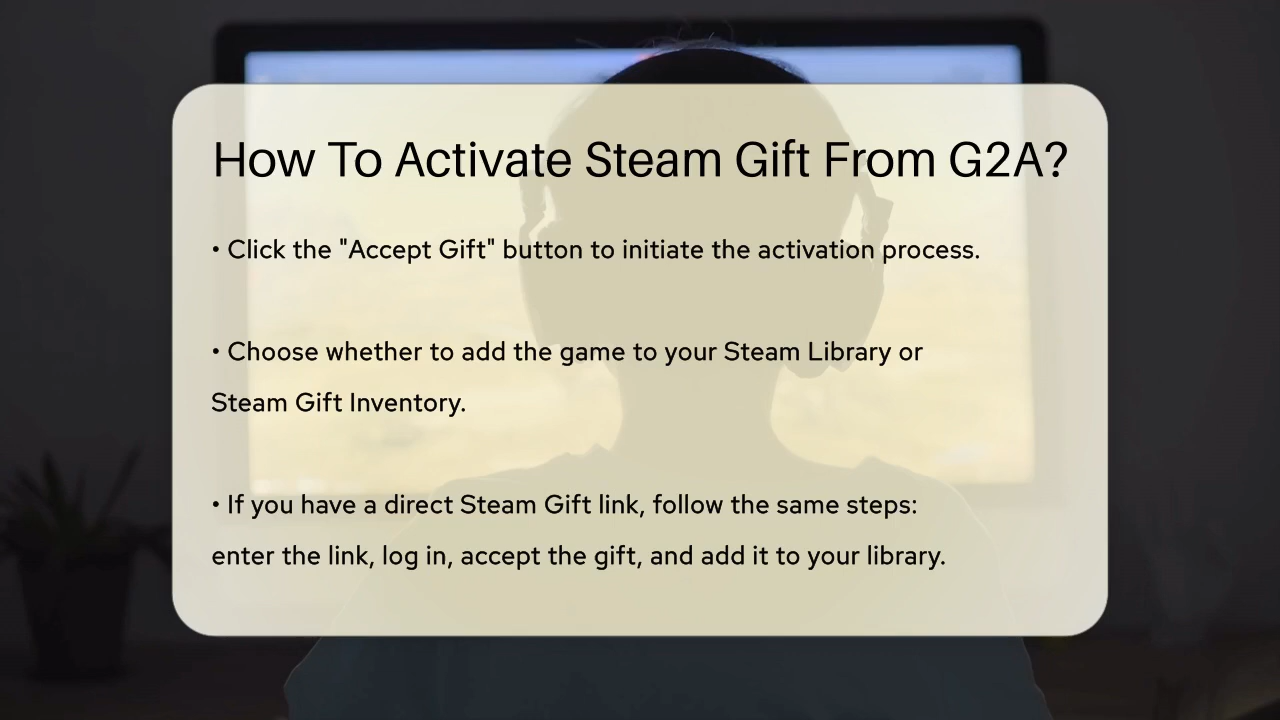 How To Activate Steam Gift From G2A?
• Click the "Accept Gift" button to initiate the activation process.
• Choose whether to add the game to your Steam Library or
Steam Gift Inventory.
• If you have a direct Steam Gift link, follow the same steps:
enter the link, log in, accept the gift, and add it to your library.